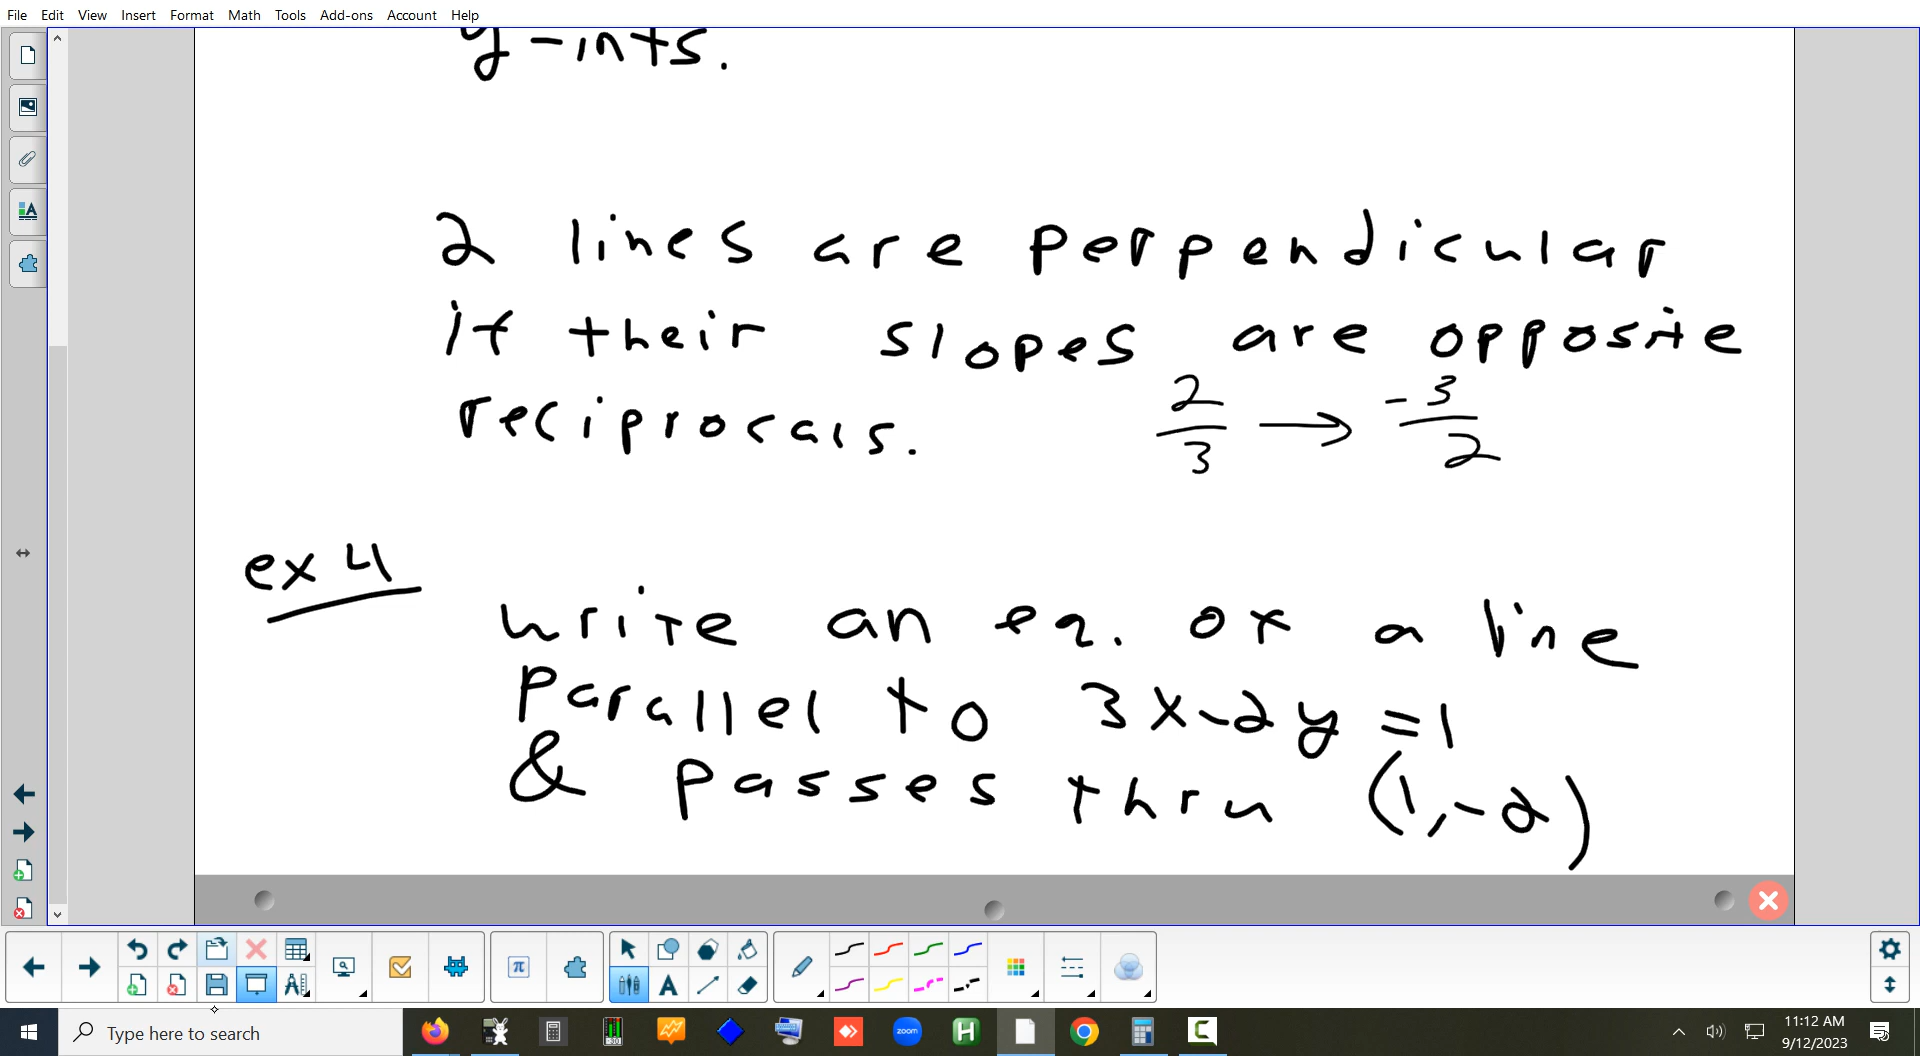 File Edit View Insert Format Math Tools Add-ons Account Help
y-ints.
2 lines are perpendicular
if their slopes are opposite
reciprocals. 2/3 → -3/2
ex 4
write an eq. of a line
parallel to 3x-2y=1
& passes thru (1,-2)
π
A
Type here to search
zoom
H
C
11:12 AM
9/12/2023